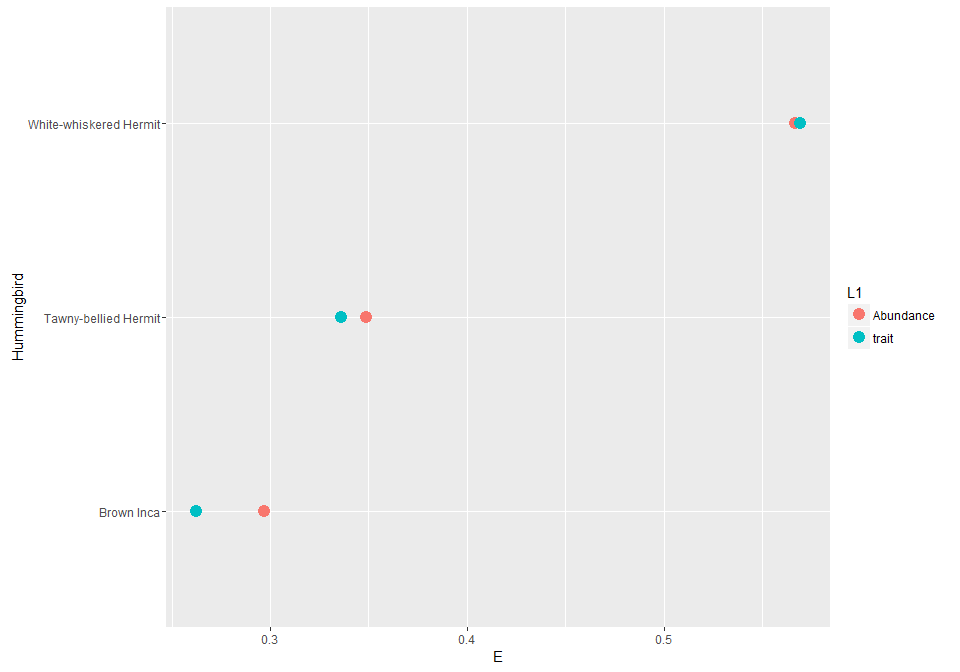 White-whiskered Hermit
Tawny-bellied Hermit
Brown Inca
Hummingbird
0.3 0.4 0.5
E
L1
Abundance
trait